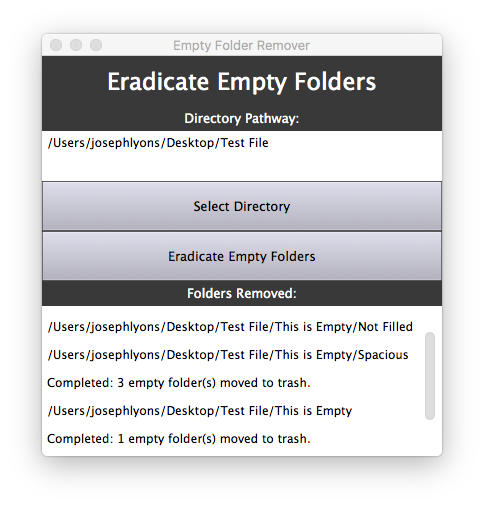 Empty Folder Remover
Eradicate Empty Folders
Directory Pathway:
/Users/josephlyons/Desktop/Test File
Select Directory
Eradicate Empty Folders
Folders Removed:
/Users/josephlyons/Desktop/Test File/This is Empty/Not Filled
/Users/josephlyons/Desktop/Test File/This is Empty/Spacious
Completed: 3 empty folder(s) moved to trash.
/Users/josephlyons/Desktop/Test File/This is Empty
Completed: 1 empty folder(s) moved to trash.